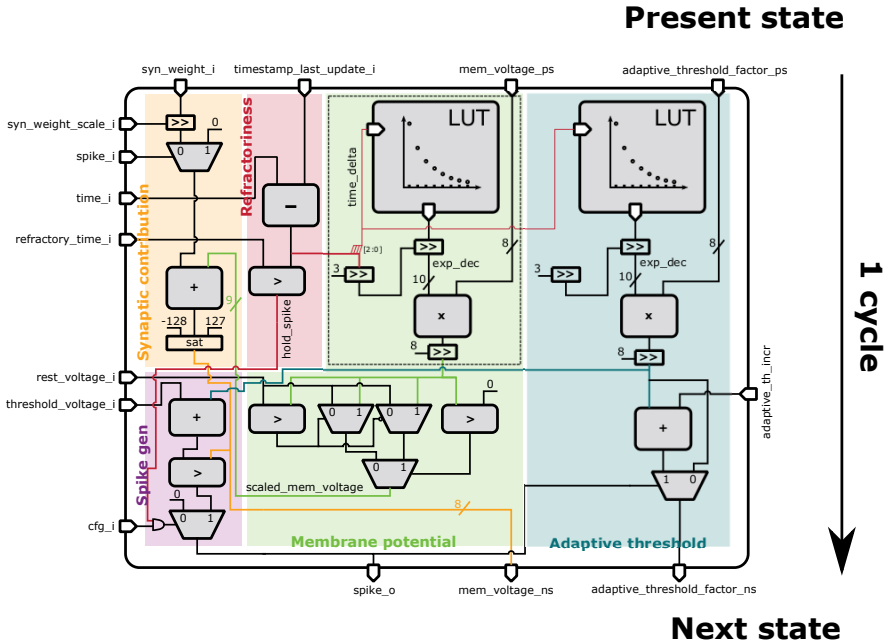 Present state
syn_weight_i
timestamp_last_update_i
mem_voltage_ps
adaptive_threshold_factor_ps
syn_weight_scale_i
>>
0
LUT
LUT
spike_i
0
1
time_delta
Refractoriness
time_i
−
refractory_time_i
[2:0]
>>
8
>>
8
Synaptic contribution
+
>
3
>>
exp_dec
10
3
>>
exp_dec
10
9
hold_spike
x
x
-128
127
sat
8
>>
8
>>
1 cycle
rest_voltage_i
0
adaptive_th_incr
threshold_voltage_i
+
>
0
1
0
1
>
+
Spike gen
>
0
1
scaled_mem_voltage
1
0
0
0
1
8
cfg_i
Membrane potential
Adaptive threshold
spike_o
mem_voltage_ns
adaptive_threshold_factor_ns
Next state